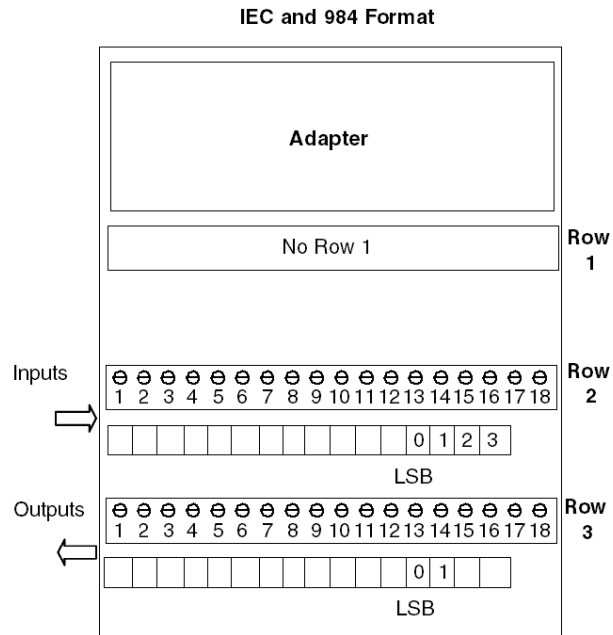 IEC and 984 Format
Adapter
No Row 1
Row
1
Inputs
Row
2
1 2 3 4 5 6 7 8 9 10 11 12 13 14 15 16 17 18
0 1 2 3
LSB
Outputs
Row
3
1 2 3 4 5 6 7 8 9 10 11 12 13 14 15 16 17 18
0 1
LSB